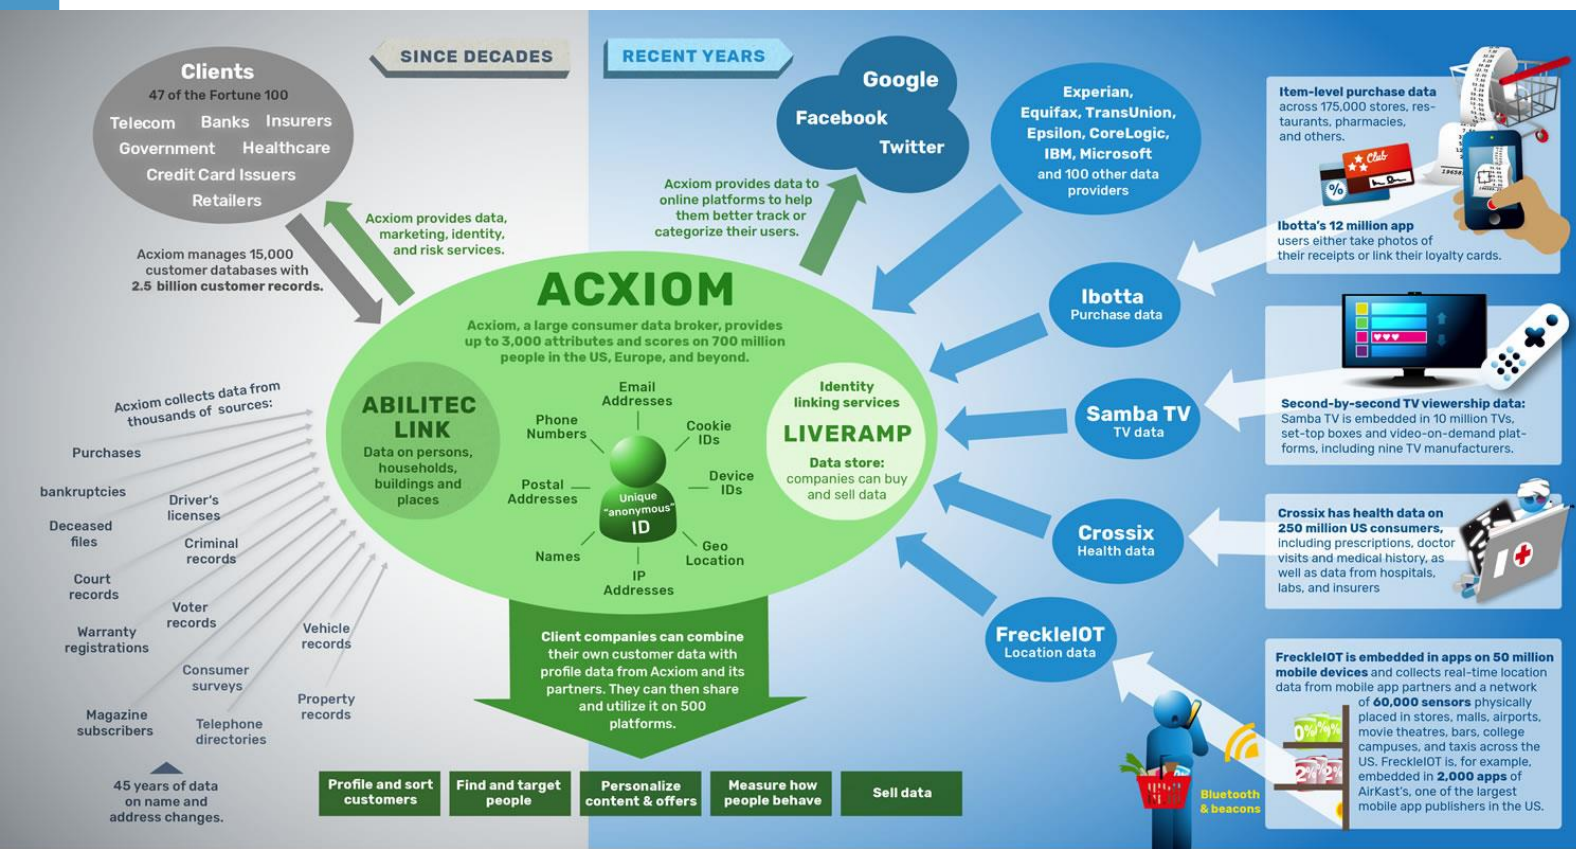 SINCE DECADES
RECENT YEARS
Clients
47 of the Fortune 100
Telecom Banks Insurers
Government Healthcare
Credit Card Issuers
Retailers
Acxiom manages 15,000
customer databases with
2.5 billion customer records.
Acxiom provides data,
marketing, identity,
and risk services.
Google
Facebook
Twitter
Acxiom provides data to
online platforms to help
them better track or
categorize their users.
Experian,
Equifax, TransUnion,
Epsilon, CoreLogic,
IBM, Microsoft
and 100 other data
providers
ACXIOM
Acxiom, a large consumer data broker, provides
up to 3,000 attributes and scores on 700 million
people in the US, Europe, and beyond.
ABILITEC
LINK
Data on persons,
households,
buildings and
places
Email
Addresses
Phone
Numbers
Cookie
IDs
Postal
Addresses
Device
IDs
Unique
"anonymous"
ID
Names
Geo
Location
IP
Addresses
Identity
linking services
LIVERAMP
Data store:
companies can buy
and sell data
Acxiom collects data from
thousands of sources:
Purchases
bankruptcies
Driver's
licenses
Deceased
files
Criminal
records
Court
records
Voter
records
Warranty
registrations
Vehicle
records
Consumer
surveys
Property
records
Magazine
subscribers
Telephone
directories
45 years of data
on name and
address changes.
Client companies can combine
their own customer data with
profile data from Acxiom and its
partners. They can then share
and utilize it on 500
platforms.
Profile and sort
customers
Find and target
people
Personalize
content & offers
Measure how
people behave
Sell data
Ibotta
Purchase data
Samba TV
TV data
Crossix
Health data
FreckleIOT
Location data
Item-level purchase data
across 175,000 stores, res-
taurants, pharmacies,
and others.
Club
%
Ibotta's 12 million app
users either take photos of
their receipts or link their loyalty cards.
Second-by-second TV viewership data:
Samba TV is embedded in 10 million TVs,
set-top boxes and video-on-demand plat-
forms, including nine TV manufacturers.
Crossix has health data on
250 million US consumers,
including prescriptions, doctor
visits and medical history, as
well as data from hospitals,
labs, and insurers
FreckleIOT is embedded in apps on 50 million
mobile devices and collects real-time location
data from mobile app partners and a network
of 60,000 sensors physically
placed in stores, malls, airports,
movie theatres, bars, college
campuses, and taxis across the
US. FreckleIOT is, for example,
embedded in 2,000 apps of
AirKast's, one of the largest
mobile app publishers in the US.
Bluetooth
& beacons